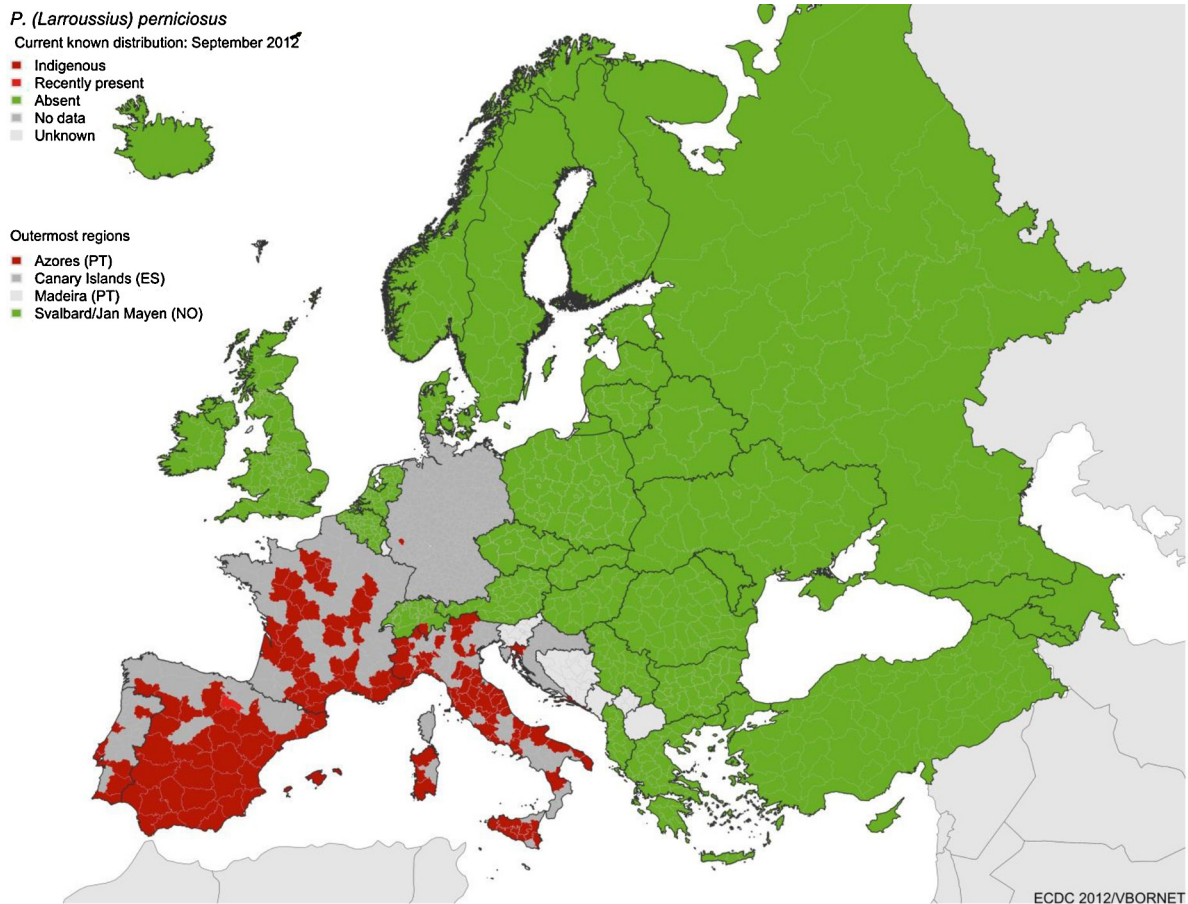 P. (Larroussius) perniciosus
Current known distribution: September 2012
Indigenous
Recently present
Absent
No data
Unknown
Outermost regions
Azores (PT)
Canary Islands (ES)
Madeira (PT)
Svalbard/Jan Mayen (NO)
ECDC 2012/VBORNET